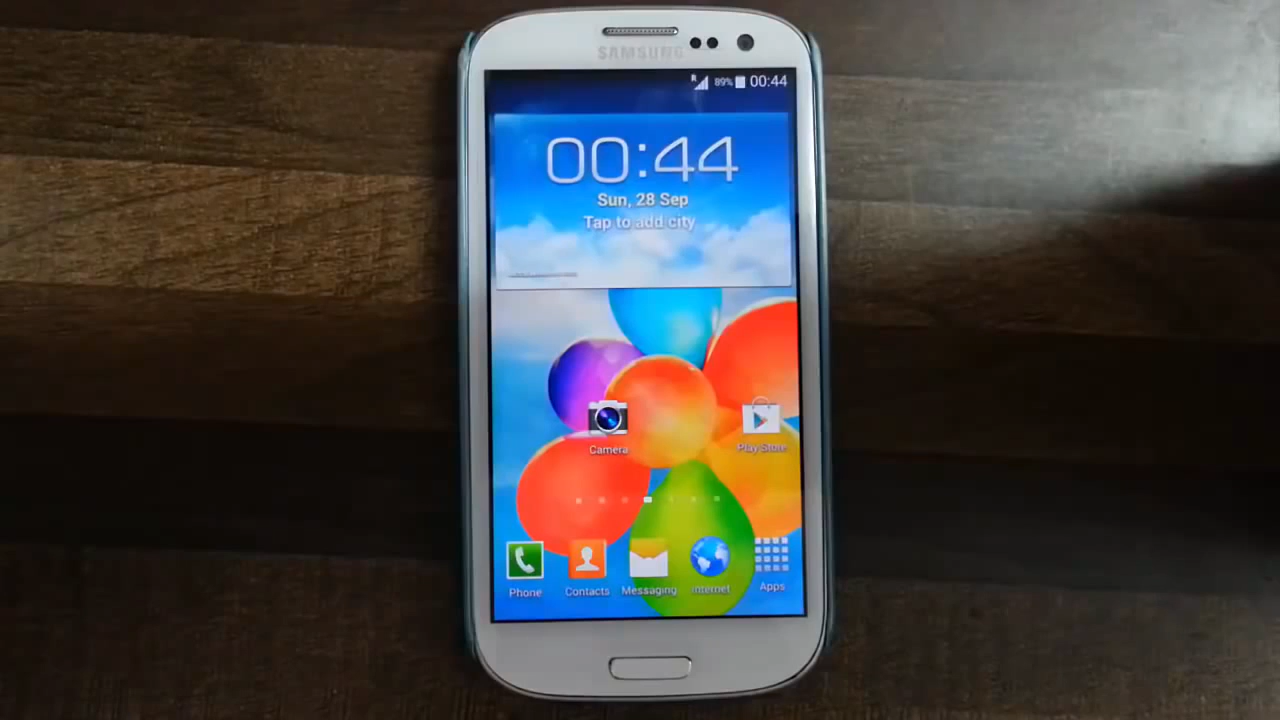 SAMSUNG
R 89% 00:44
00:44
Sun, 28 Sep
Tap to add city
Camera
Play Store
Phone
Contacts
Messaging
Internet
Apps